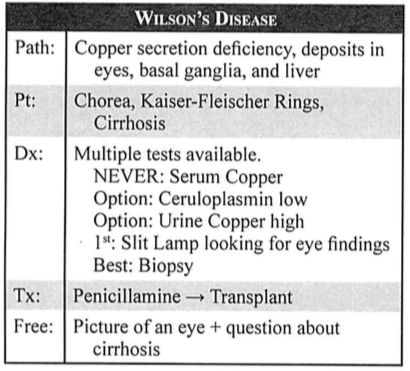 WILSON'S DISEASE
Path: Copper secretion deficiency, deposits in
eyes, basal ganglia, and liver
Pt: Chorea, Kaiser-Fleischer Rings,
Cirrhosis
Dx: Multiple tests available.
NEVER: Serum Copper
Option: Ceruloplasmin low
Option: Urine Copper high
1st: Slit Lamp looking for eye findings
Best: Biopsy
Tx: Penicillamine → Transplant
Free: Picture of an eye + question about
cirrhosis